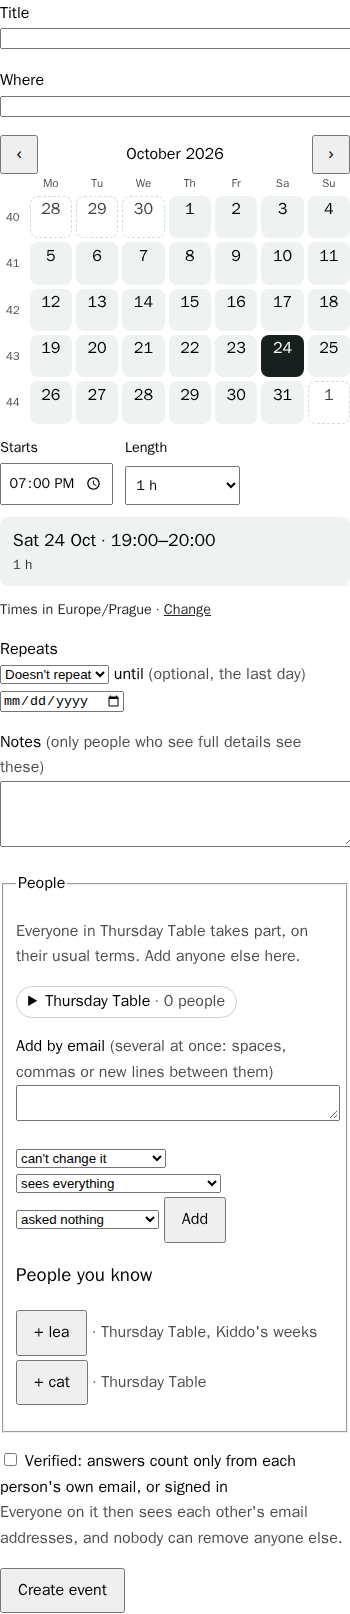 Title
Where
‹ October 2026 ›
Mo Tu We Th Fr Sa Su
40 28 29 30 1 2 3 4
41 5 6 7 8 9 10 11
42 12 13 14 15 16 17 18
43 19 20 21 22 23 24 25
44 26 27 28 29 30 31 1
Starts Length
07:00 PM 1 h
Sat 24 Oct · 19:00–20:00
1 h
Times in Europe/Prague · Change
Repeats
Doesn't repeat until (optional, the last day)
mm/dd/yyyy
Notes (only people who see full details see
these)
People
Everyone in Thursday Table takes part, on
their usual terms. Add anyone else here.
▶ Thursday Table · 0 people
Add by email (several at once: spaces,
commas or new lines between them)
can't change it
sees everything
asked nothing Add
People you know
+ lea · Thursday Table, Kiddo's weeks
+ cat · Thursday Table
Verified: answers count only from each
person's own email, or signed in
Everyone on it then sees each other's email
addresses, and nobody can remove anyone else.
Create event